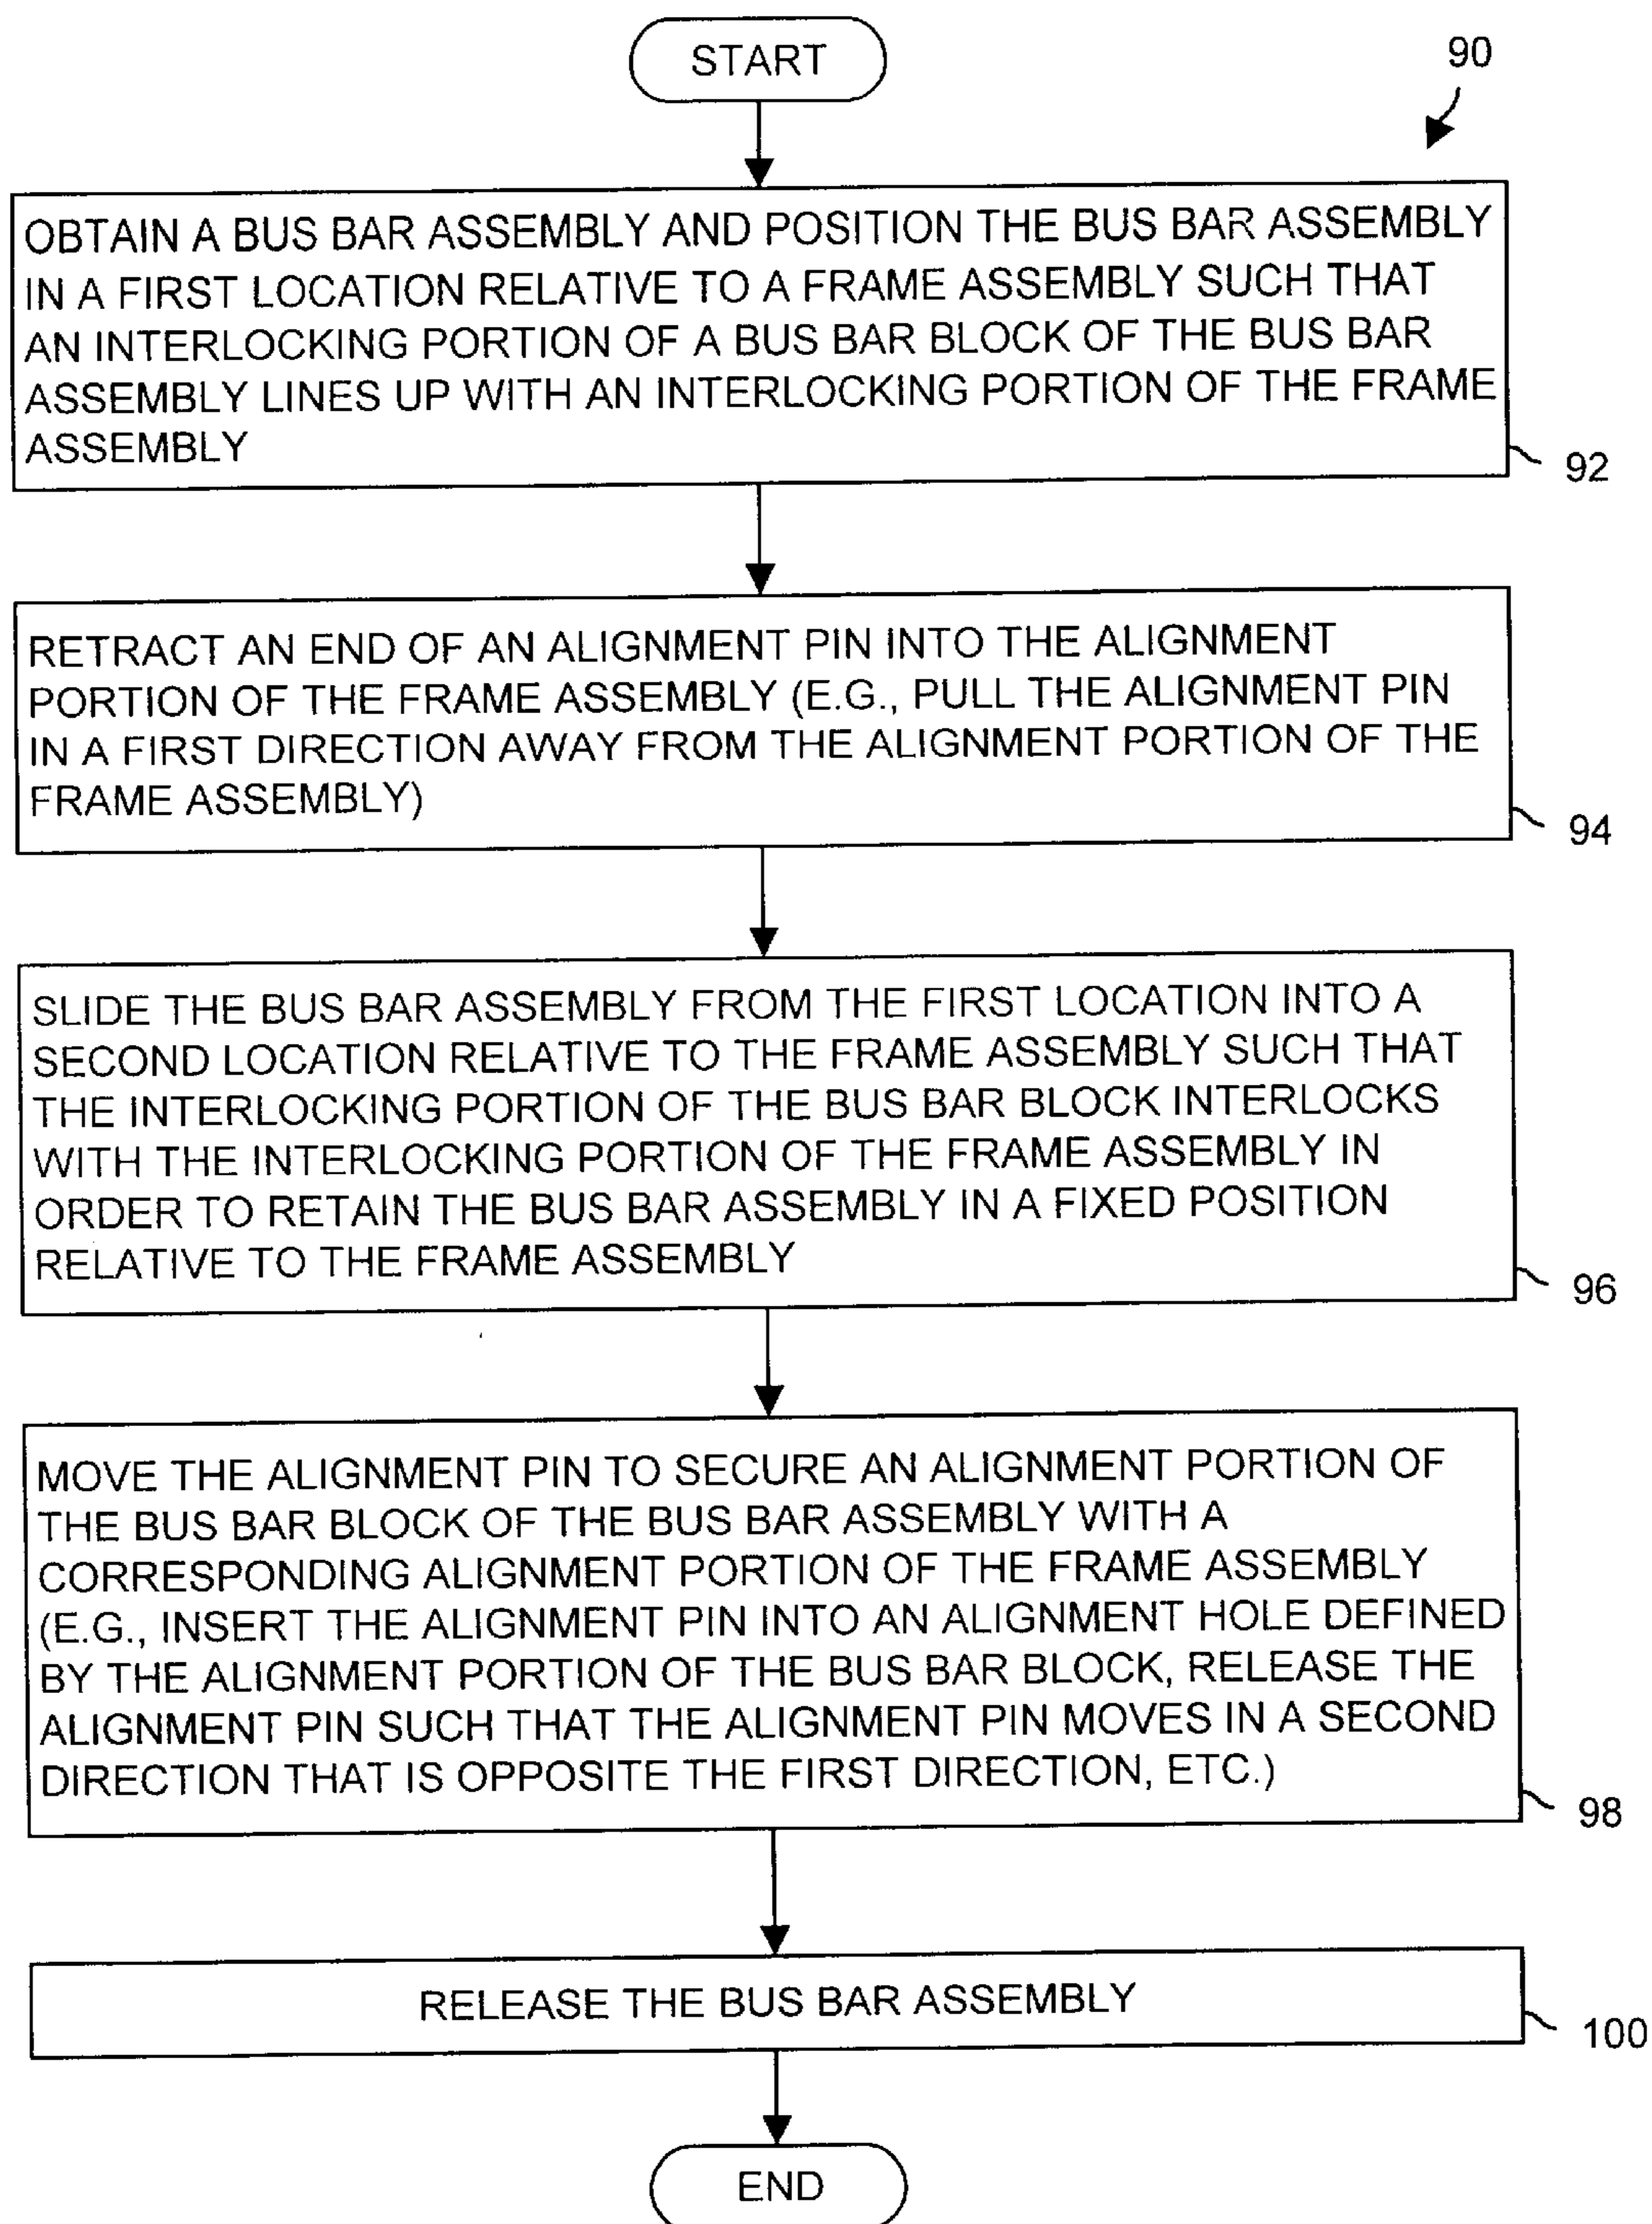 START
90
OBTAIN A BUS BAR ASSEMBLY AND POSITION THE BUS BAR ASSEMBLY
IN A FIRST LOCATION RELATIVE TO A FRAME ASSEMBLY SUCH THAT
AN INTERLOCKING PORTION OF A BUS BAR BLOCK OF THE BUS BAR
ASSEMBLY LINES UP WITH AN INTERLOCKING PORTION OF THE FRAME
ASSEMBLY
92
RETRACT AN END OF AN ALIGNMENT PIN INTO THE ALIGNMENT
PORTION OF THE FRAME ASSEMBLY (E.G., PULL THE ALIGNMENT PIN
IN A FIRST DIRECTION AWAY FROM THE ALIGNMENT PORTION OF THE
FRAME ASSEMBLY)
94
SLIDE THE BUS BAR ASSEMBLY FROM THE FIRST LOCATION INTO A
SECOND LOCATION RELATIVE TO THE FRAME ASSEMBLY SUCH THAT
THE INTERLOCKING PORTION OF THE BUS BAR BLOCK INTERLOCKS
WITH THE INTERLOCKING PORTION OF THE FRAME ASSEMBLY IN
ORDER TO RETAIN THE BUS BAR ASSEMBLY IN A FIXED POSITION
RELATIVE TO THE FRAME ASSEMBLY
96
MOVE THE ALIGNMENT PIN TO SECURE AN ALIGNMENT PORTION OF
THE BUS BAR BLOCK OF THE BUS BAR ASSEMBLY WITH A
CORRESPONDING ALIGNMENT PORTION OF THE FRAME ASSEMBLY
(E.G., INSERT THE ALIGNMENT PIN INTO AN ALIGNMENT HOLE DEFINED
BY THE ALIGNMENT PORTION OF THE BUS BAR BLOCK, RELEASE THE
ALIGNMENT PIN SUCH THAT THE ALIGNMENT PIN MOVES IN A SECOND
DIRECTION THAT IS OPPOSITE THE FIRST DIRECTION, ETC.)
98
RELEASE THE BUS BAR ASSEMBLY
100
END